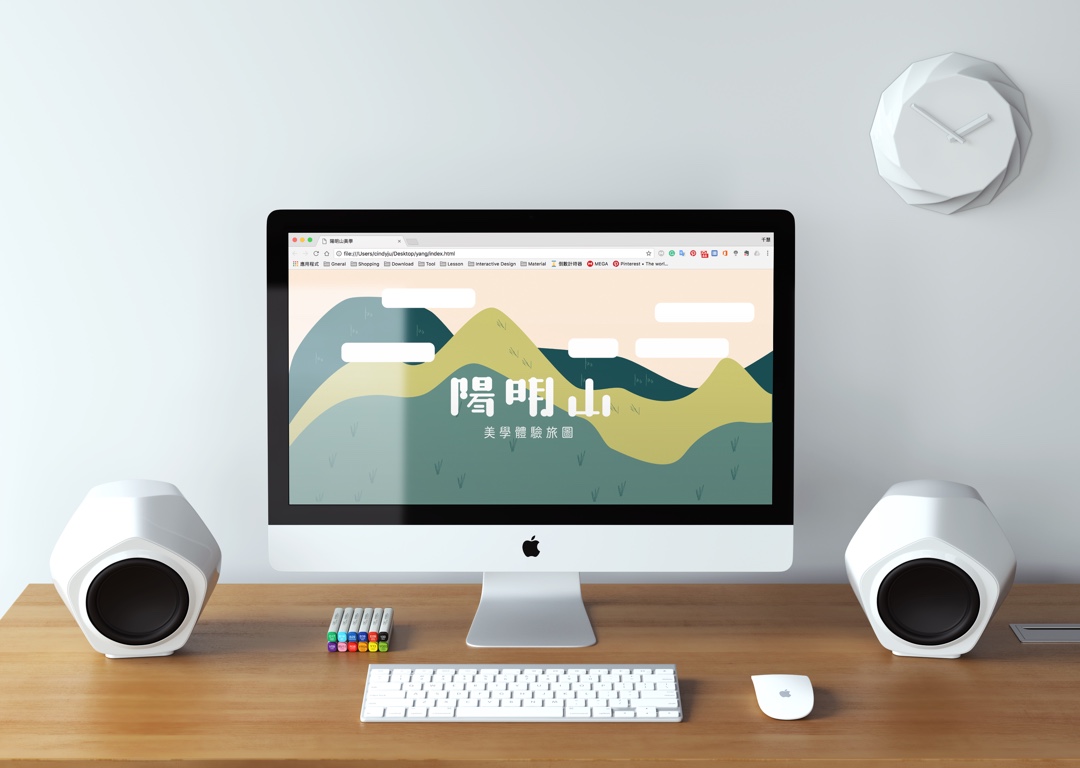 陽明山美學
千慧
file:///Users/cindyju/Desktop/yang/index.html
應用程式 Gneral Shopping Download Tool Lesson Interactive Design Material 倒數計時器 MEGA Pinterest • The worl...
陽明山
美學體驗旅圖